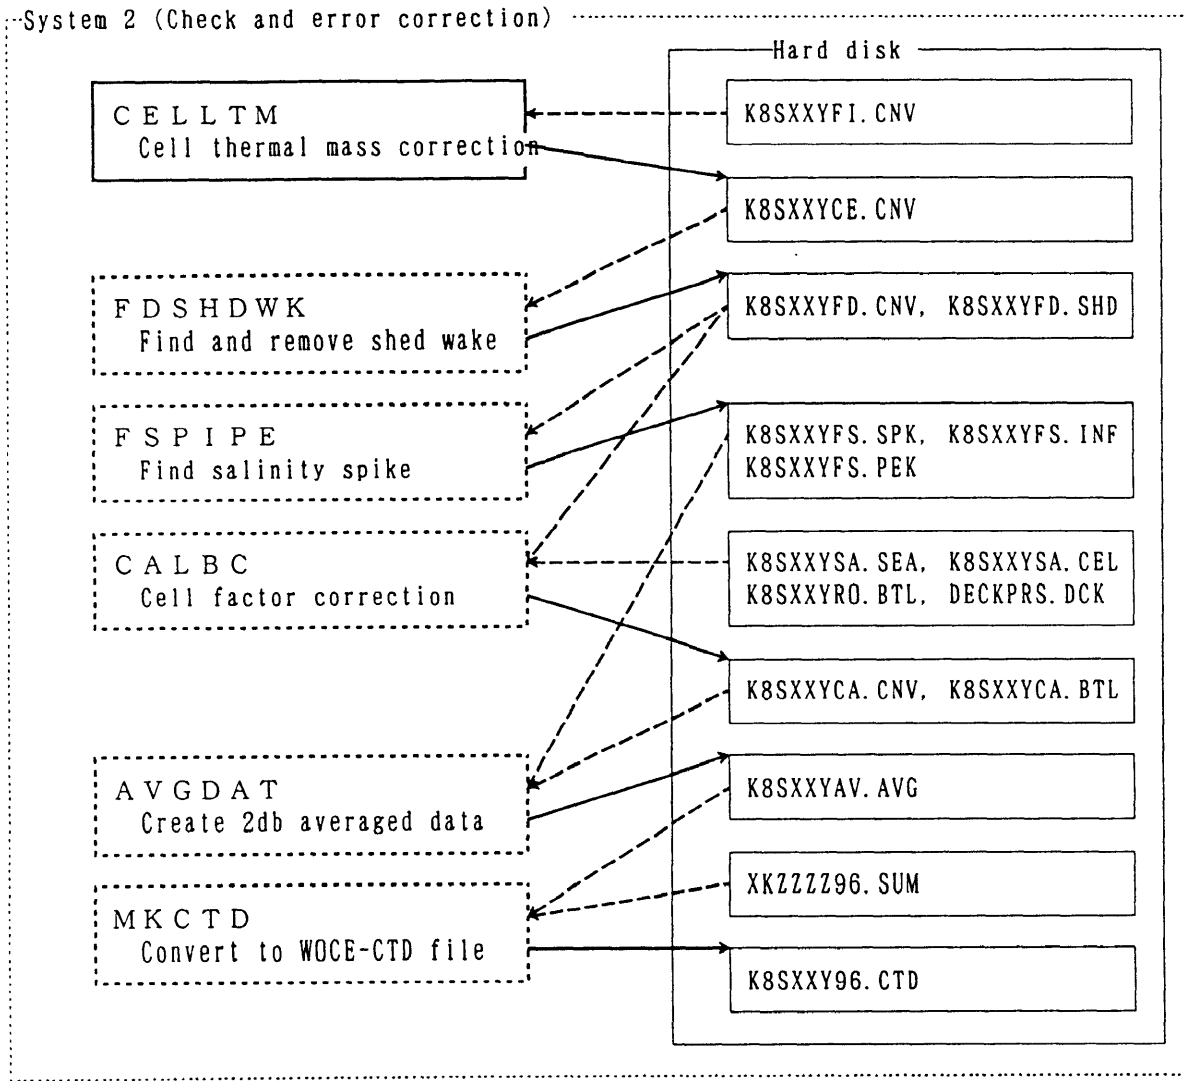 System 2 (Check and error correction)
Hard disk
CELLTM
Cell thermal mass correction
K8SXXYFI.CNV
K8SXXYCE.CNV
FDSHDWK
Find and remove shed wake
K8SXXYFD.CNV, K8SXXYFD.SHD
FSPIPE
Find salinity spike
K8SXXYFS.SPK, K8SXXYFS.INF
K8SXXYFS.PEK
CALBC
Cell factor correction
K8SXXYSA.SEA, K8SXXYSA.CEL
K8SXXYRO.BTL, DECKPRS.DCK
K8SXXYCA.CNV, K8SXXYCA.BTL
AVGDAT
Create 2db averaged data
K8SXXYAV.AVG
XKZZZZ96.SUM
MKCTD
Convert to WOCE-CTD file
K8SXXY96.CTD